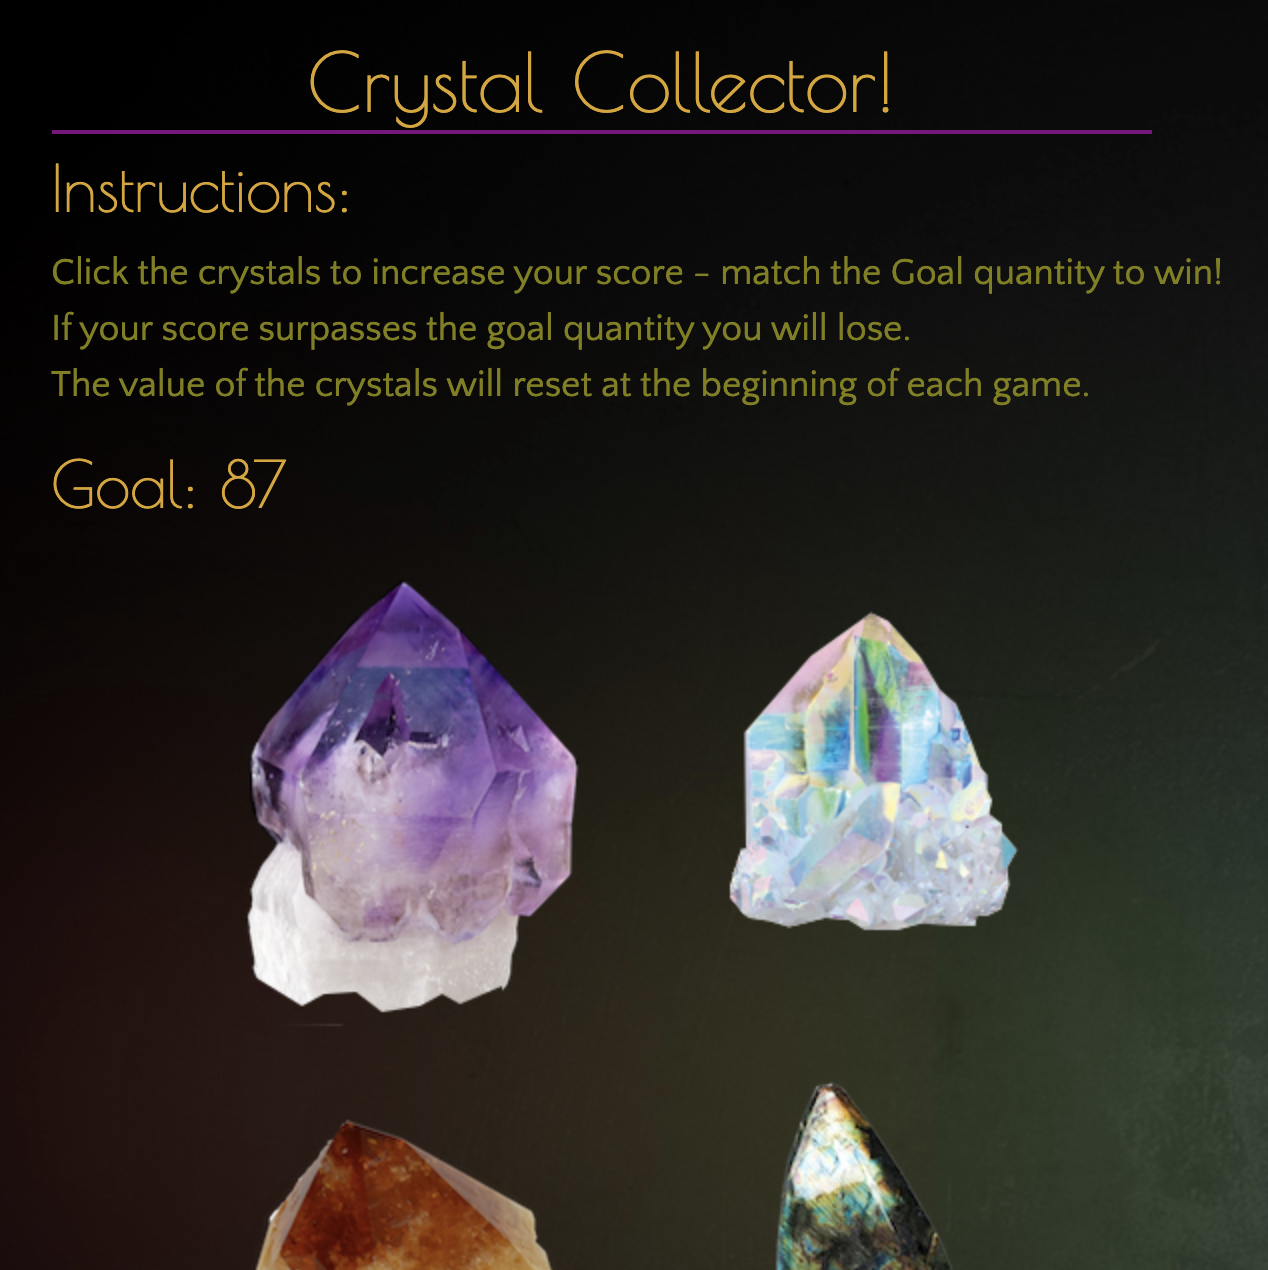 Crystal Collector!
Instructions:
Click the crystals to increase your score – match the Goal quantity to win!
If your score surpasses the goal quantity you will lose.
The value of the crystals will reset at the beginning of each game.
Goal: 87